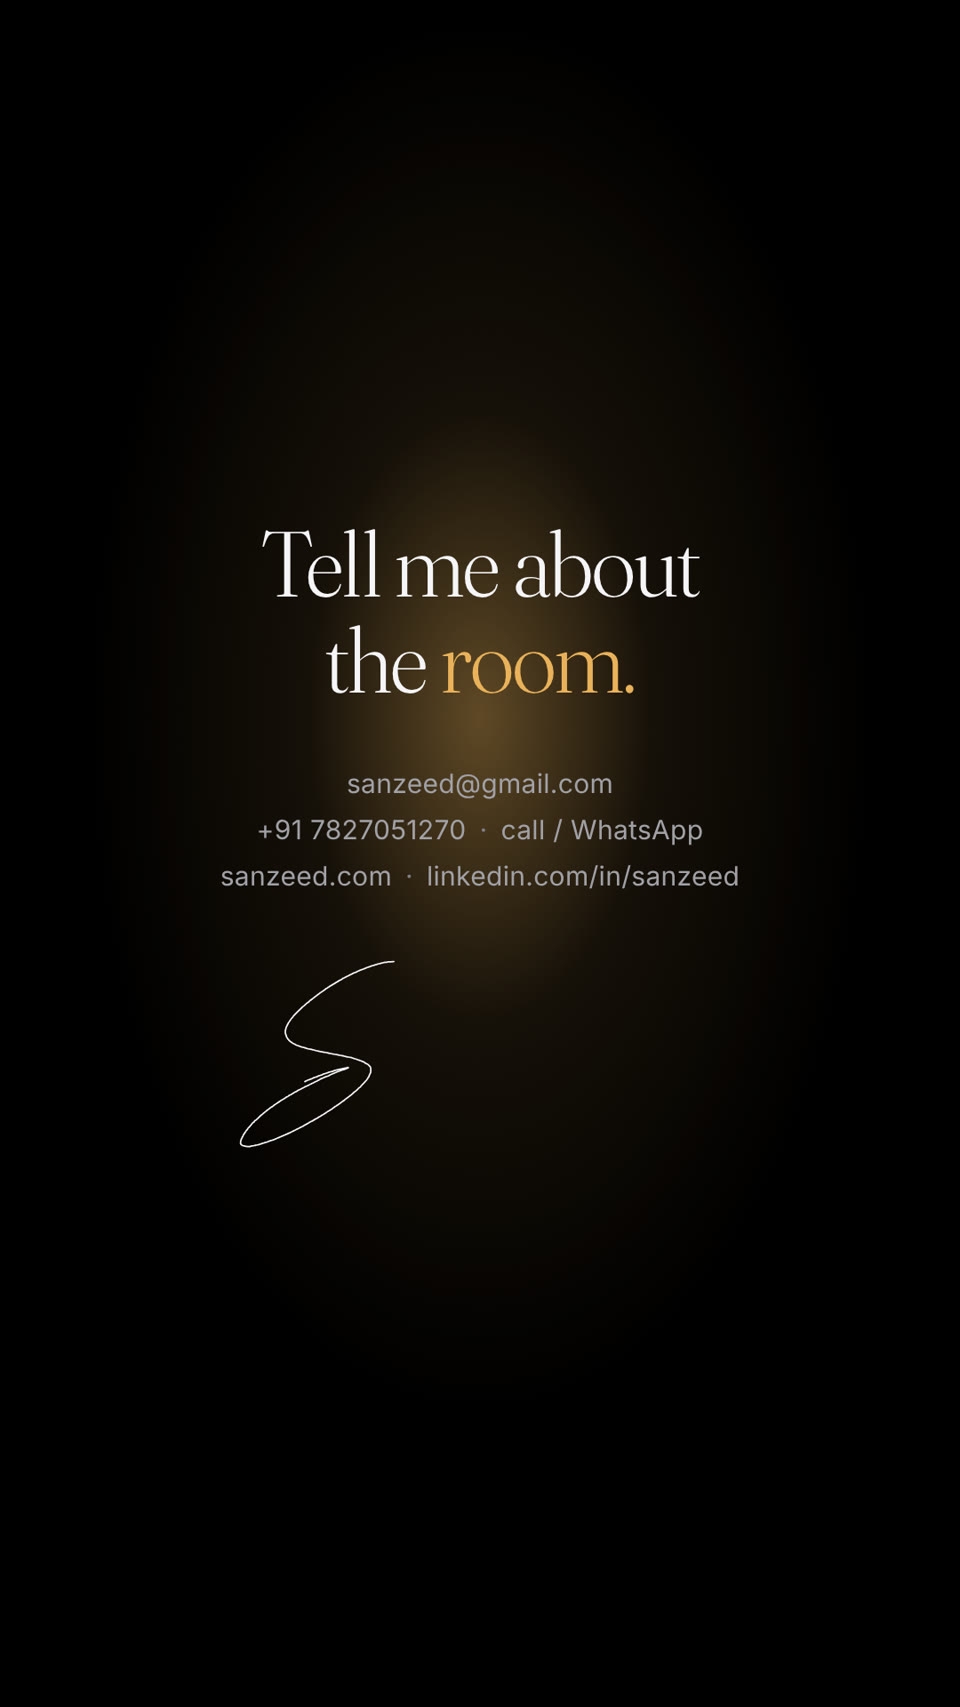 Tell me about
the room.
sanzeed@gmail.com
+91 7827051270 · call / WhatsApp
sanzeed.com · linkedin.com/in/sanzeed
S